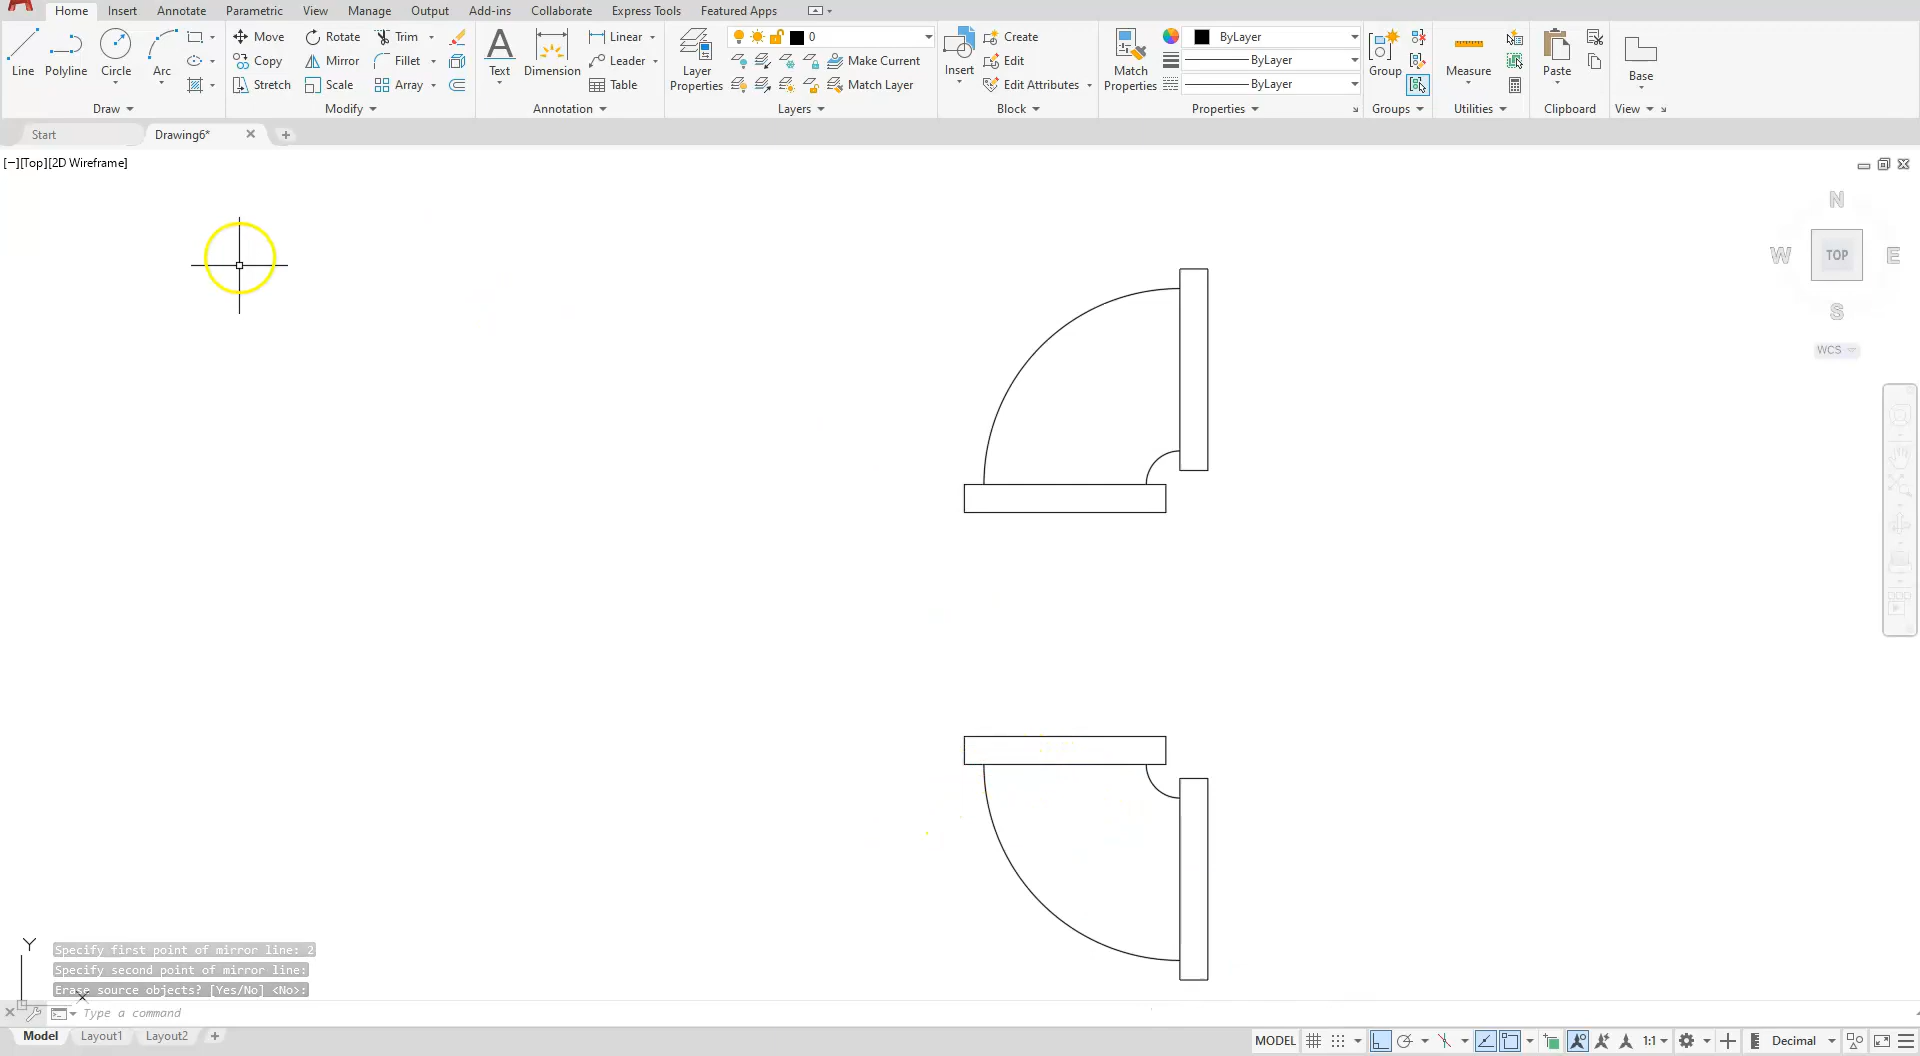 Home Insert Annotate Parametric View Manage Output Add-ins Collaborate Express Tools Featured Apps
Line Polyline Circle Arc
Move Rotate Trim
Copy Mirror Fillet
Stretch Scale Array
Text Dimension
Linear
Leader
Table
Layer Properties
0
Make Current
Match Layer
Insert
Create
Edit
Edit Attributes
Match Properties
ByLayer
ByLayer
ByLayer
Group
Measure
Paste
Base
Draw Modify Annotation Layers Block Properties Groups Utilities Clipboard View
Start Drawing6*
[−][Top][2D Wireframe]
N
W TOP E
S
WCS
Y
X
Specify first point of mirror line: 2
Specify second point of mirror line:
Erase source objects? [Yes/No] <No>:
Type a command
Model Layout1 Layout2
MODEL 1:1 Decimal